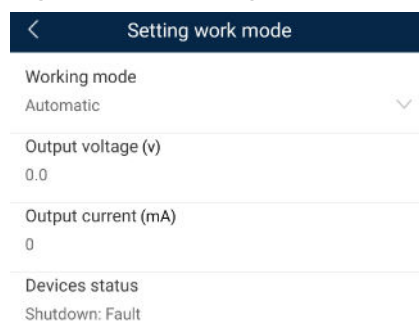 Setting work mode
Working mode
Automatic
Output voltage (v)
0.0
Output current (mA)
0
Devices status
Shutdown: Fault